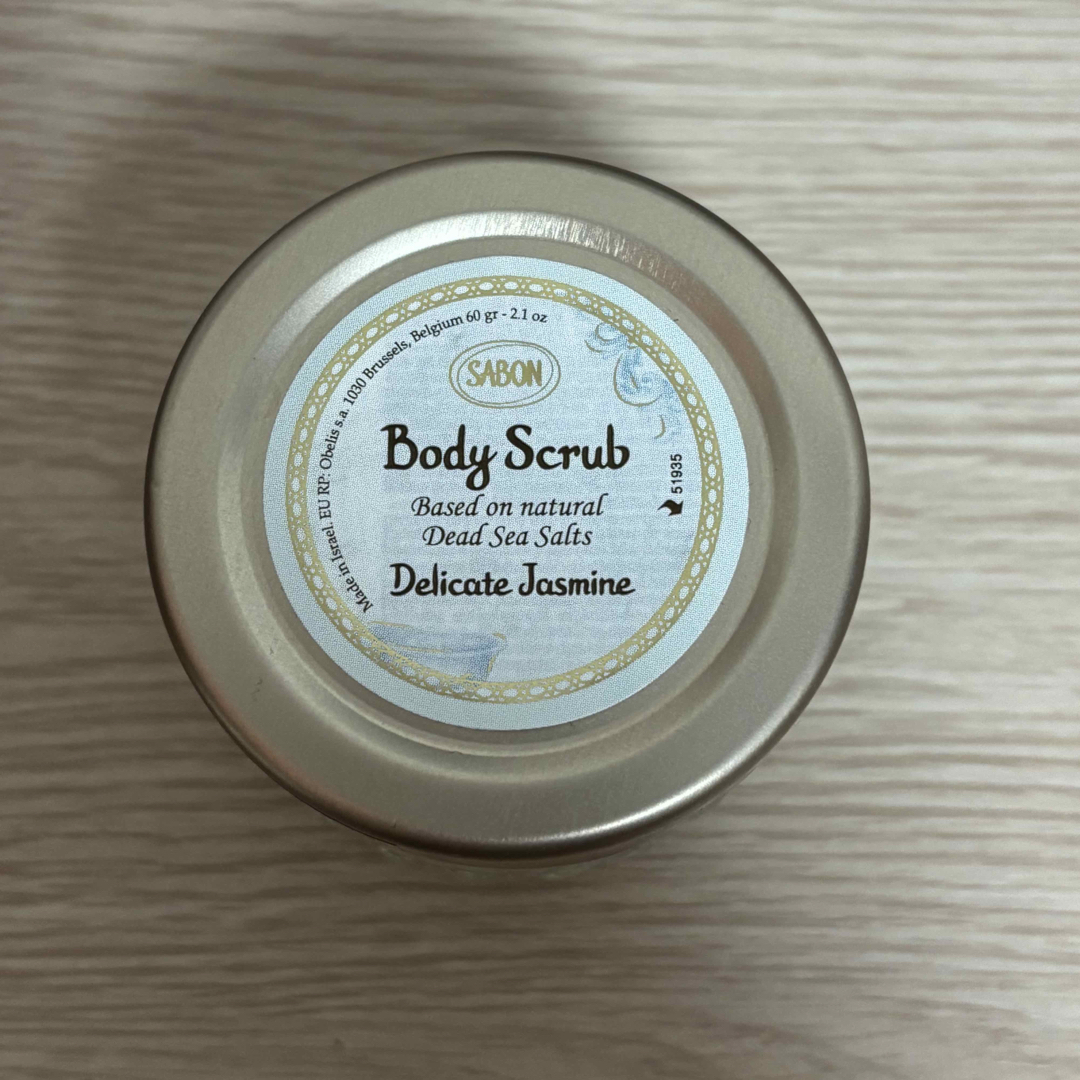 Made in Israel. EU RP: Obelis s.a. 1030 Brussels, Belgium 60 gr - 2.1 oz
SABON
Body Scrub
Based on natural
Dead Sea Salts
Delicate Jasmine
51935